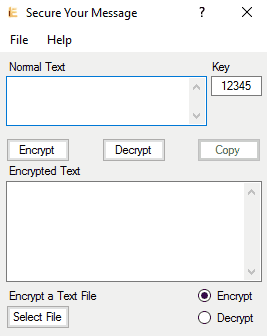 Secure Your Message ?
File Help
Normal Text Key
12345
Encrypt Decrypt Copy
Encrypted Text
Encrypt a Text File Encrypt
Select File Decrypt